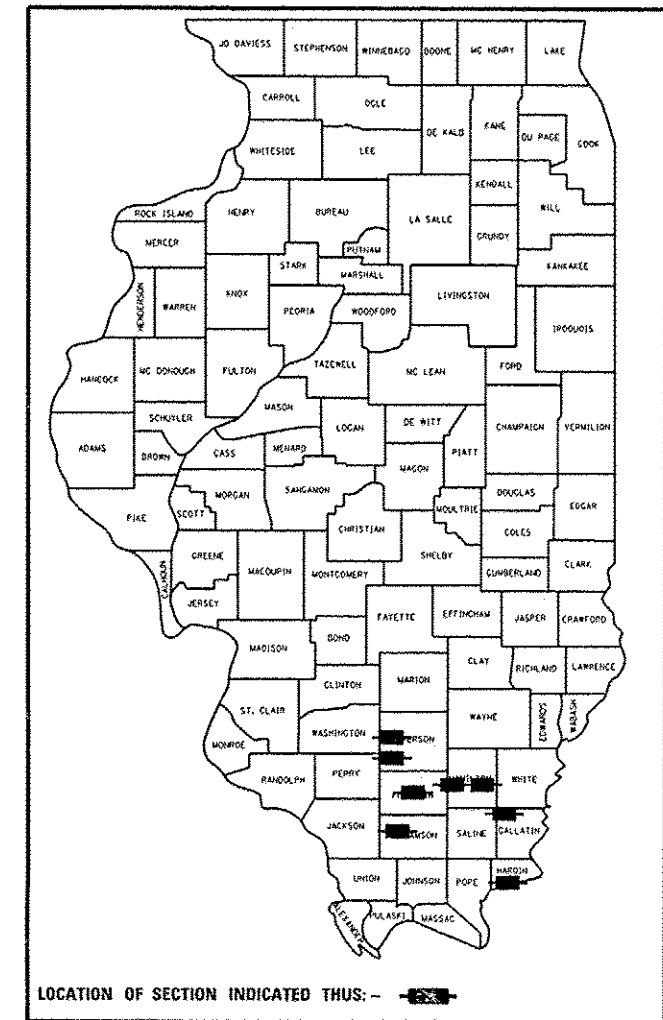 JO DAVIESS STEPHENSON WINNEBAGO BOONE MC HENRY LAKE
CARROLL OGLE DE KALB KANE DU PAGE COOK
WHITESIDE LEE KENDALL WILL
ROCK ISLAND HENRY BUREAU LA SALLE GRUNDY
MERCER PUTNAM KANKAKEE
STARK MARSHALL LIVINGSTON
HENDERSON WARREN KNOX PEORIA WOODFORD IROQUOIS
HANCOCK MC DONOUGH FULTON TAZEWELL MC LEAN FORD
MASON
SCHUYLER LOGAN DE WITT CHAMPAIGN VERMILION
ADAMS BROWN CASS MENARD MACON PIATT
PIKE SCOTT MORGAN SANGAMON MOULTRIE DOUGLAS EDGAR
CHRISTIAN COLES
CALHOUN GREENE MACOUPIN MONTGOMERY SHELBY CUMBERLAND CLARK
JERSEY FAYETTE EFFINGHAM JASPER CRAWFORD
MADISON BOND CLAY RICHLAND LAWRENCE
CLINTON MARION
ST. CLAIR WAYNE EDWARDS WABASH
MONROE WASHINGTON ERSON
RANDOLPH PERRY WHITE
JACKSON AMSON SALINE GALLATIN
UNION JOHNSON POPE HARDIN
ALEXANDER PULASKI MASSAC
LOCATION OF SECTION INDICATED THUS: -